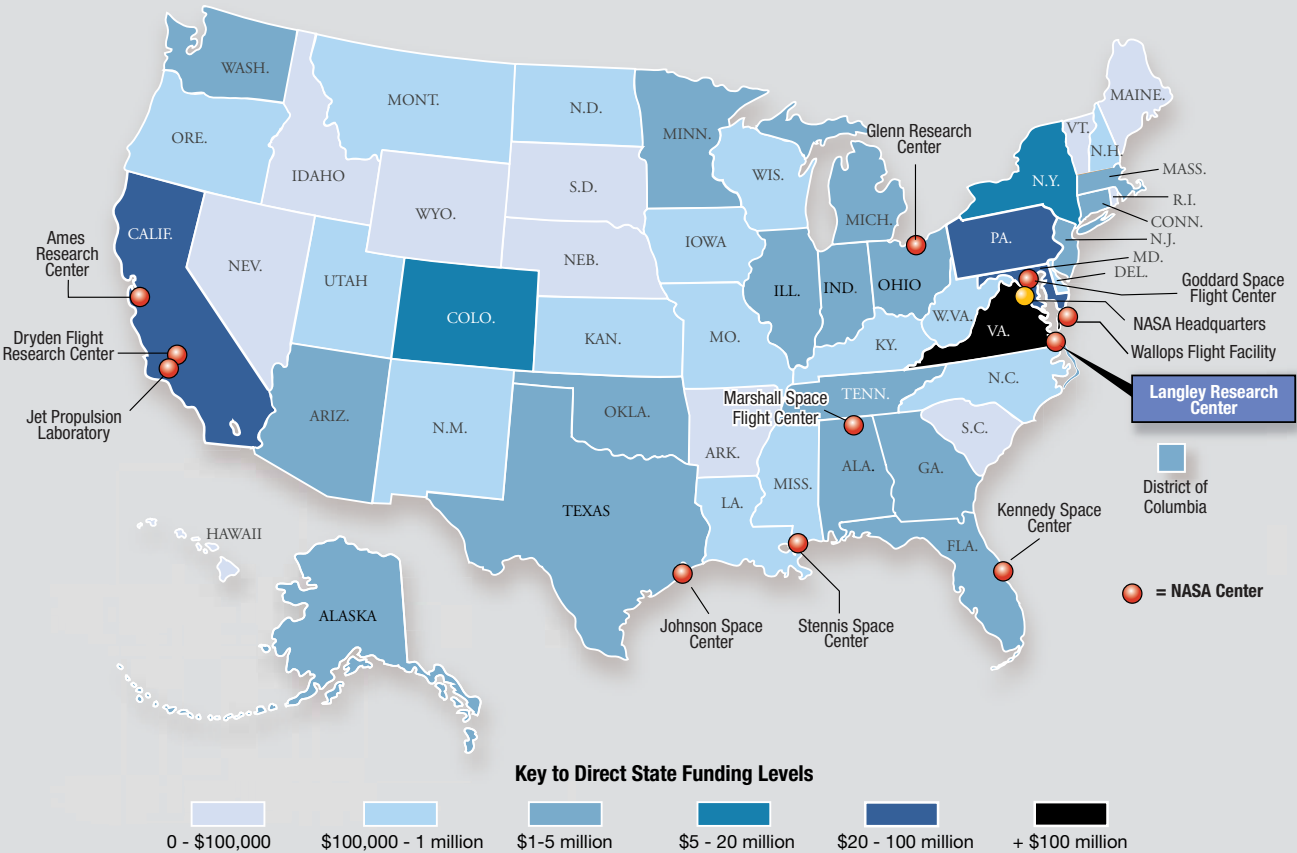 WASH.
MONT.
N.D.
MINN.
Glenn Research
Center
MAINE.
VT.
N.H.
ORE.
IDAHO
WYO.
S.D.
WIS.
MICH.
N.Y.
MASS.
R.I.
CONN.
N.J.
MD.
DEL.
Goddard Space
Flight Center
NASA Headquarters
Wallops Flight Facility
Langley Research
Center
Ames
Research
Center
CALIF.
NEV.
UTAH
COLO.
NEB.
IOWA
ILL.
IND.
OHIO
PA.
W.VA.
VA.
KAN.
MO.
KY.
N.C.
Dryden Flight
Research Center
Jet Propulsion
Laboratory
ARIZ.
N.M.
OKLA.
ARK.
TENN.
Marshall Space
Flight Center
S.C.
MISS.
ALA.
GA.
LA.
TEXAS
FLA.
Kennedy Space
Center
District of
Columbia
HAWAII
ALASKA
Johnson Space
Center
Stennis Space
Center
= NASA Center
Key to Direct State Funding Levels
0 - $100,000
$100,000 - 1 million
$1-5 million
$5 - 20 million
$20 - 100 million
+ $100 million